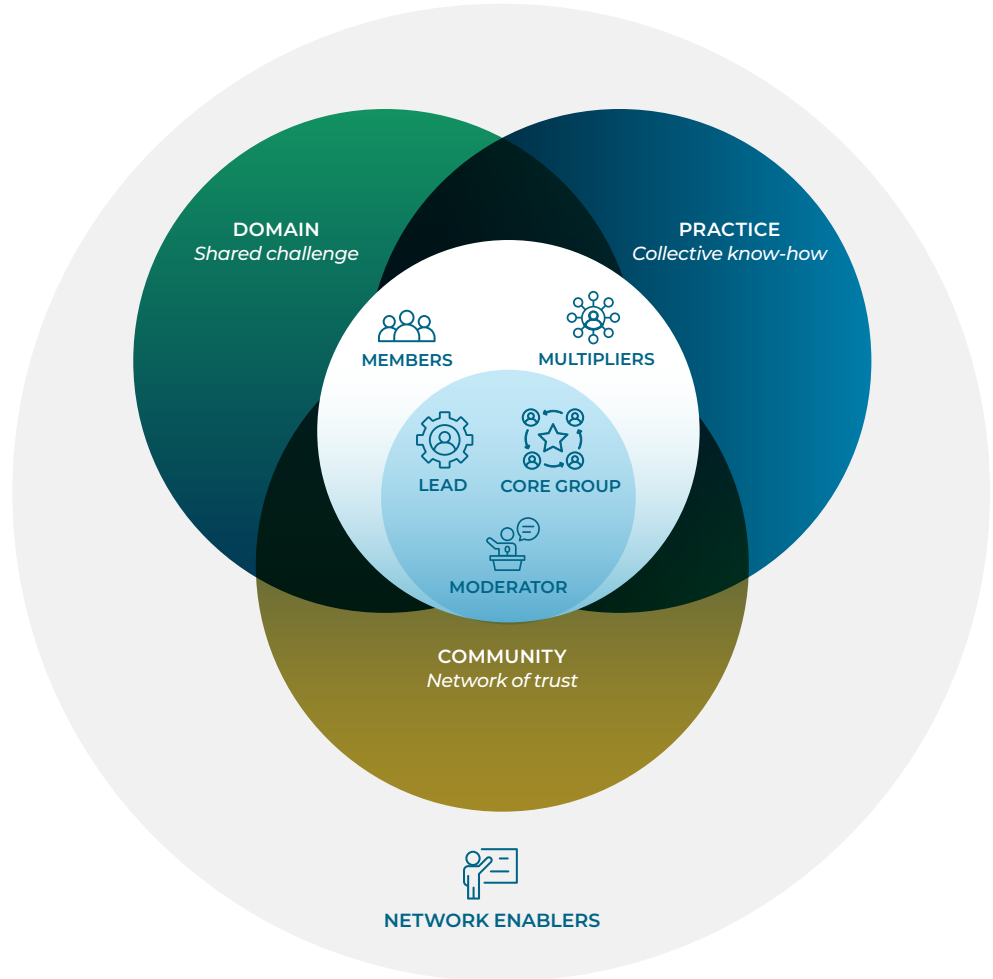 DOMAIN
Shared challenge
PRACTICE
Collective know-how
MEMBERS
MULTIPLIERS
LEAD
CORE GROUP
MODERATOR
COMMUNITY
Network of trust
NETWORK ENABLERS